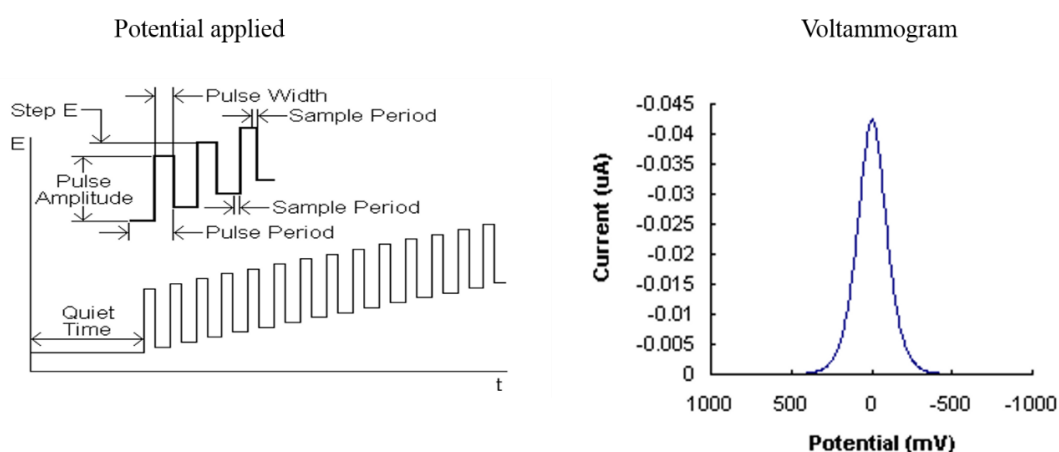 Potential applied
Pulse Width
Step E
Sample Period
E
Pulse
Amplitude
Sample Period
Pulse Period
Quiet
Time
t
Voltammogram
-0.045
-0.04
-0.035
-0.03
-0.025
-0.02
-0.015
-0.01
-0.005
0
Current (uA)
1000
500
0
-500
-1000
Potential (mV)